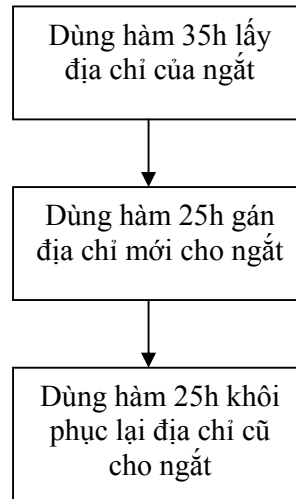 Dùng hàm 35h lấy
địa chỉ của ngắt
Dùng hàm 25h gán
địa chỉ mới cho ngắt
Dùng hàm 25h khôi
phục lại địa chỉ cũ
cho ngắt